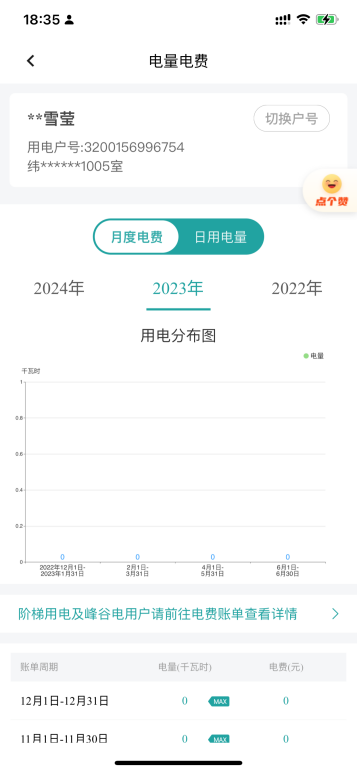 18:35
电量电费
**雪莹
切换户号
用电户号:3200156996754
纬******1005室
点个赞
月度电费 日用电量
2024年 2023年 2022年
用电分布图
电量
千瓦时
1
0.8
0.6
0.4
0.2
0
0 0 0 0
2022年12月1日-
2023年1月31日
2月1日-
3月31日
4月1日-
5月31日
6月1日-
6月30日
阶梯用电及峰谷电用户请前往电费账单查看详情
账单周期 电量(千瓦时) 电费(元)
12月1日-12月31日 0 MAX 0
11月1日-11月30日 0 MAX 0